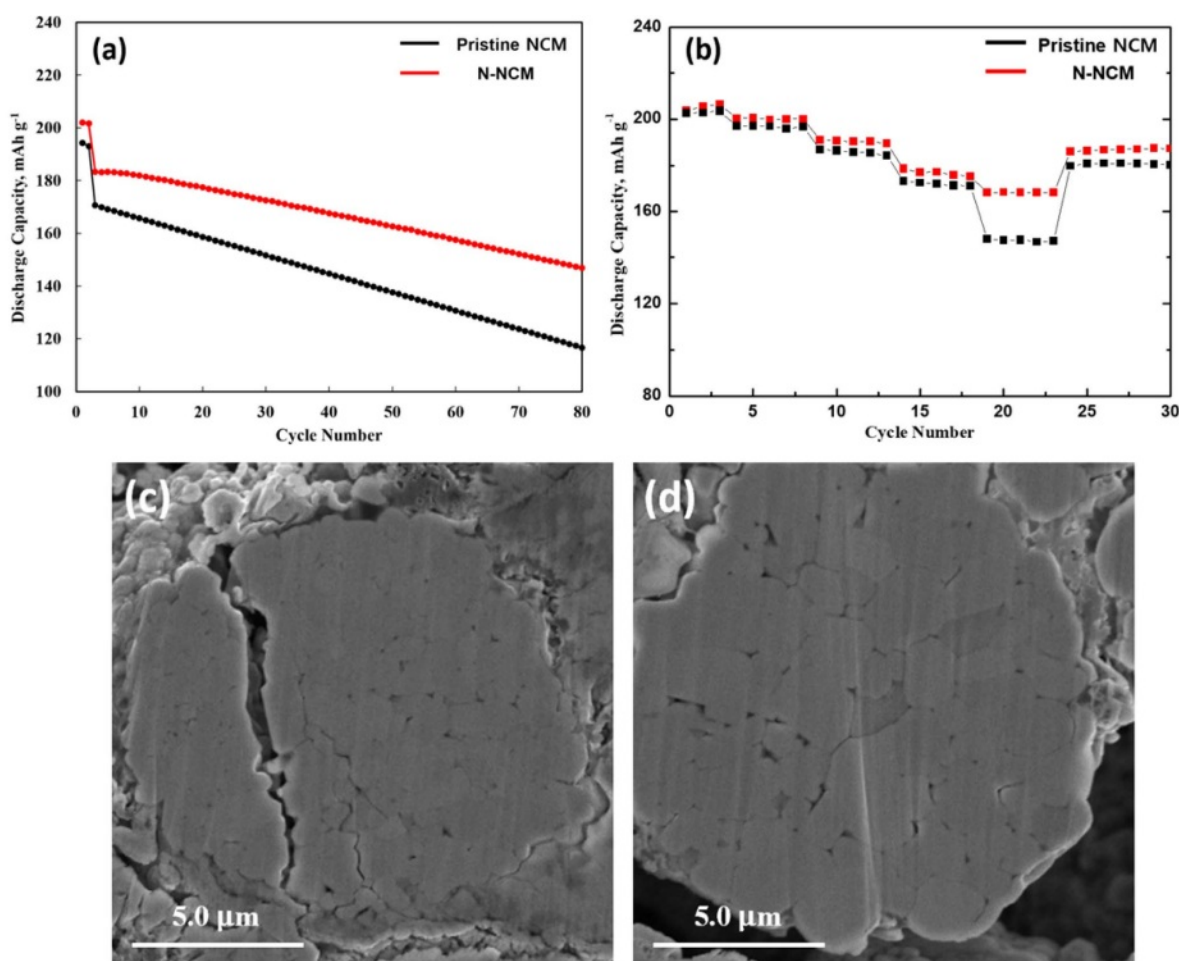 (a)
Pristine NCM
N-NCM
240
220
200
180
160
140
120
100
0 10 20 30 40 50 60 70 80
Discharge Capacity, mAh g⁻¹
Cycle Number
(b)
Pristine NCM
N-NCM
240
200
160
120
80
0 5 10 15 20 25 30
Discharge Capacity, mAh g⁻¹
Cycle Number
(c)
5.0 μm
(d)
5.0 μm